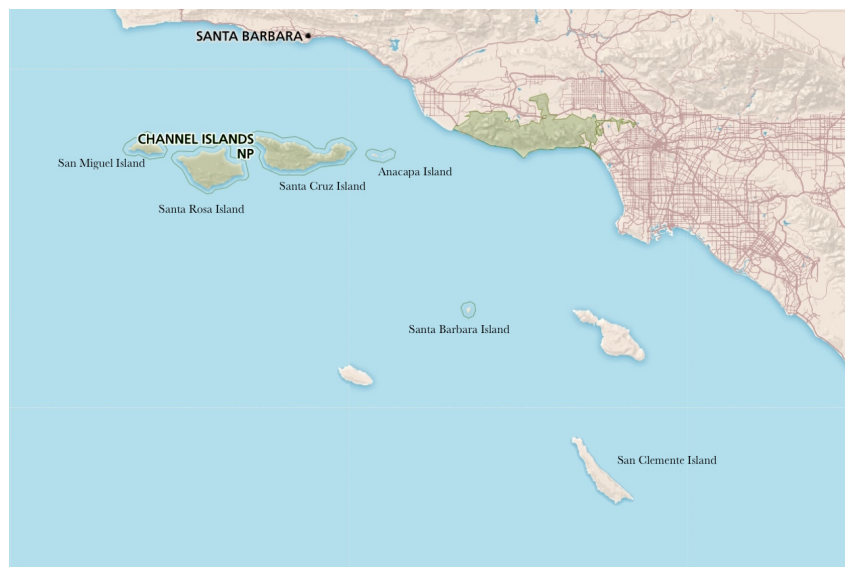 SANTA BARBARA
CHANNEL ISLANDS
NP
San Miguel Island
Anacapa Island
Santa Cruz Island
Santa Rosa Island
Santa Barbara Island
San Clemente Island